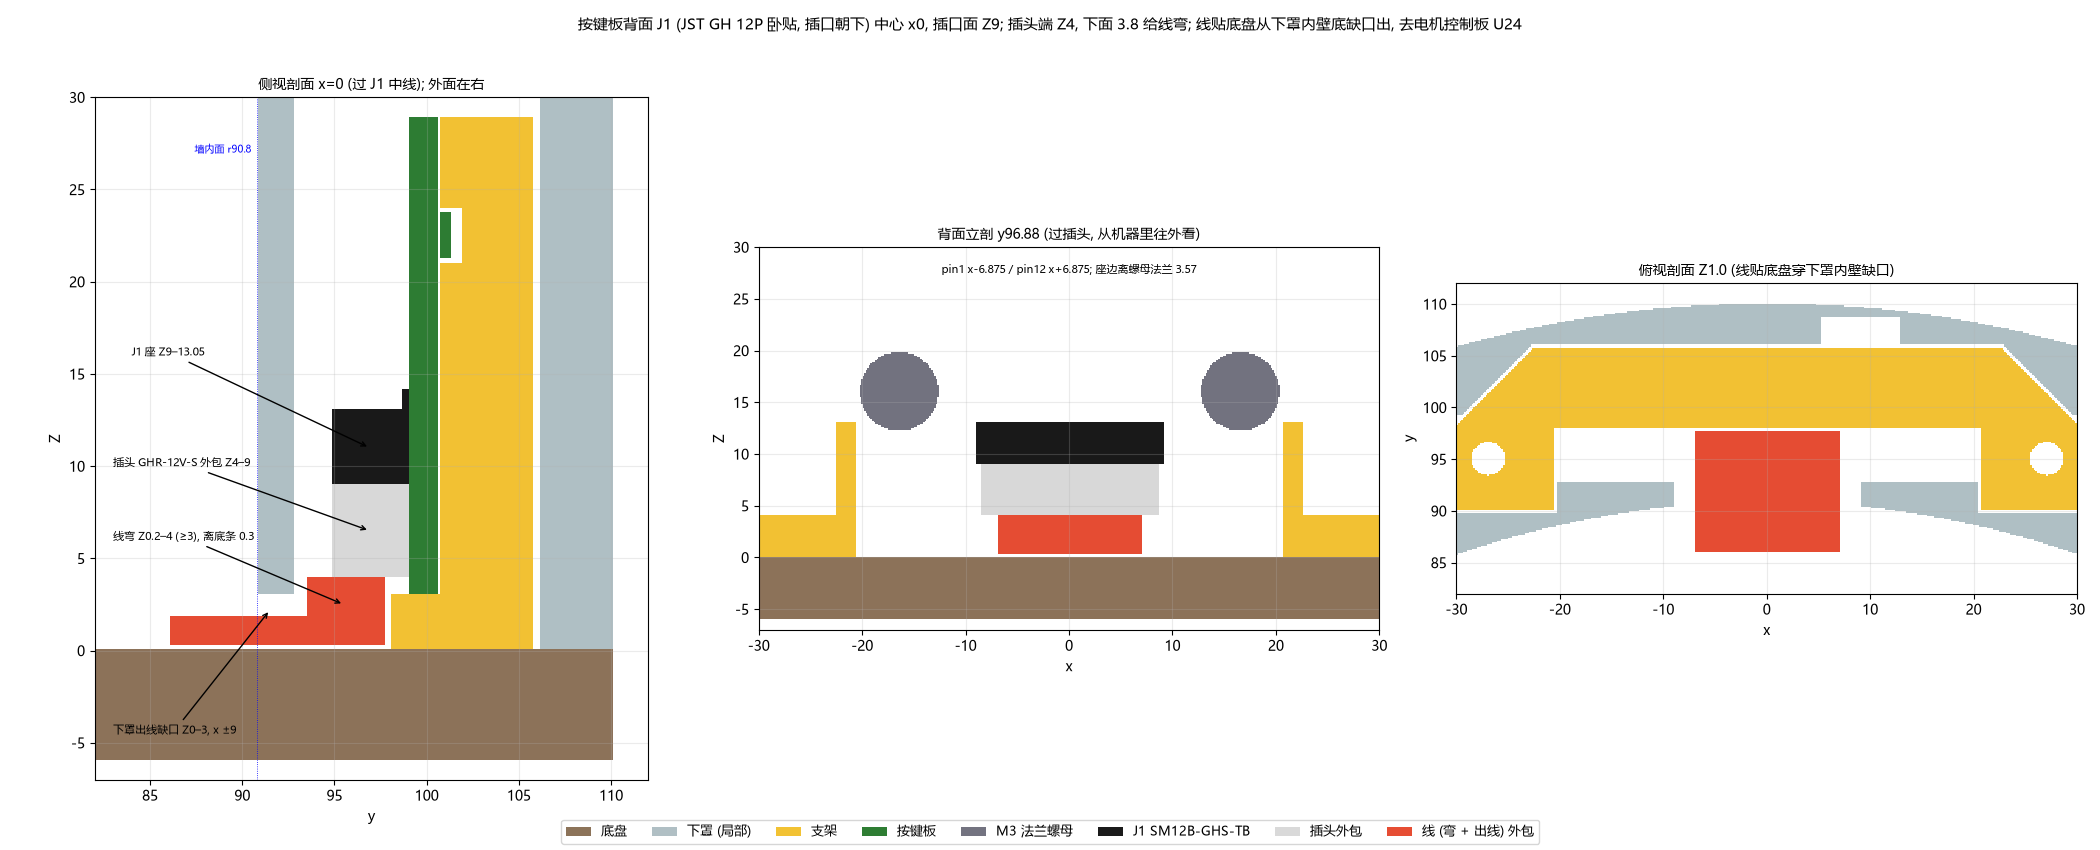 按键板背面 J1 (JST GH 12P 卧贴, 插口朝下) 中心 x0, 插口面 Z9; 插头端 Z4, 下面 3.8 给线弯; 线贴底盘从下罩内壁底缺口出, 去电机控制板 U24
侧视剖面 x=0 (过 J1 中线); 外面在右
30
25
20
15
10
5
0
-5
Z
墙内面 r90.8
J1 座 Z9–13.05
插头 GHR-12V-S 外包 Z4–9
线弯 Z0.2–4 (≥3), 离底条 0.3
下罩出线缺口 Z0–3, x ±9
85 90 95 100 105 110
y
背面立剖 y96.88 (过插头, 从机器里往外看)
pin1 x-6.875 / pin12 x+6.875; 座边离螺母法兰 3.57
30
25
20
15
10
5
0
-5
Z
-30 -20 -10 0 10 20 30
x
俯视剖面 Z1.0 (线贴底盘穿下罩内壁缺口)
110
105
100
95
90
85
y
-30 -20 -10 0 10 20 30
x
底盘 下罩 (局部) 支架 按键板 M3 法兰螺母 J1 SM12B-GHS-TB 插头外包 线 (弯 + 出线) 外包